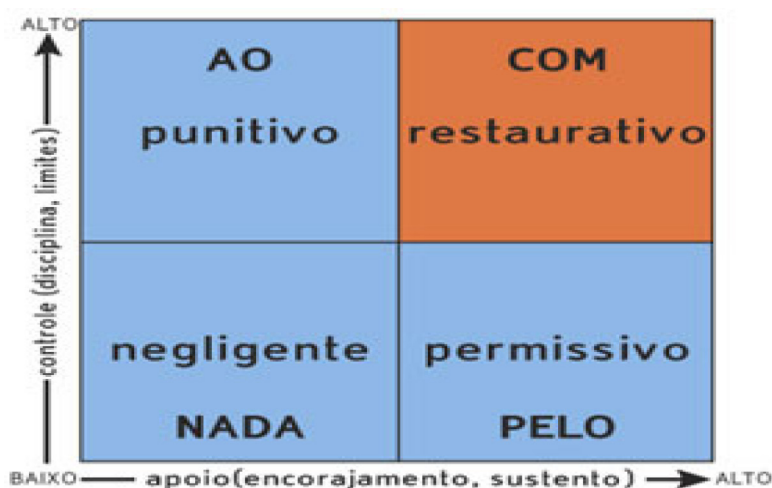 ALTO
AO
COM
punitivo
restaurativo
controle (disciplina, limites)
negligente
permissivo
NADA
PELO
BAIXO
apoio(encorajamento, sustento)
ALTO